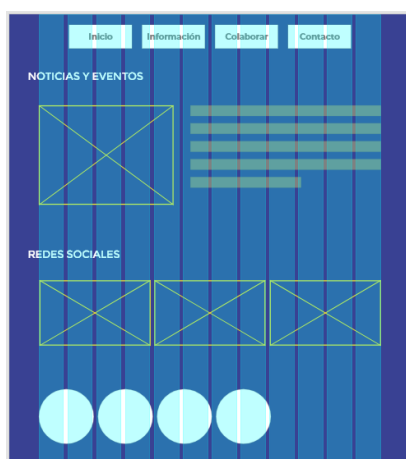 Inicio Información Colaborar Contacto
NOTICIAS Y EVENTOS
REDES SOCIALES